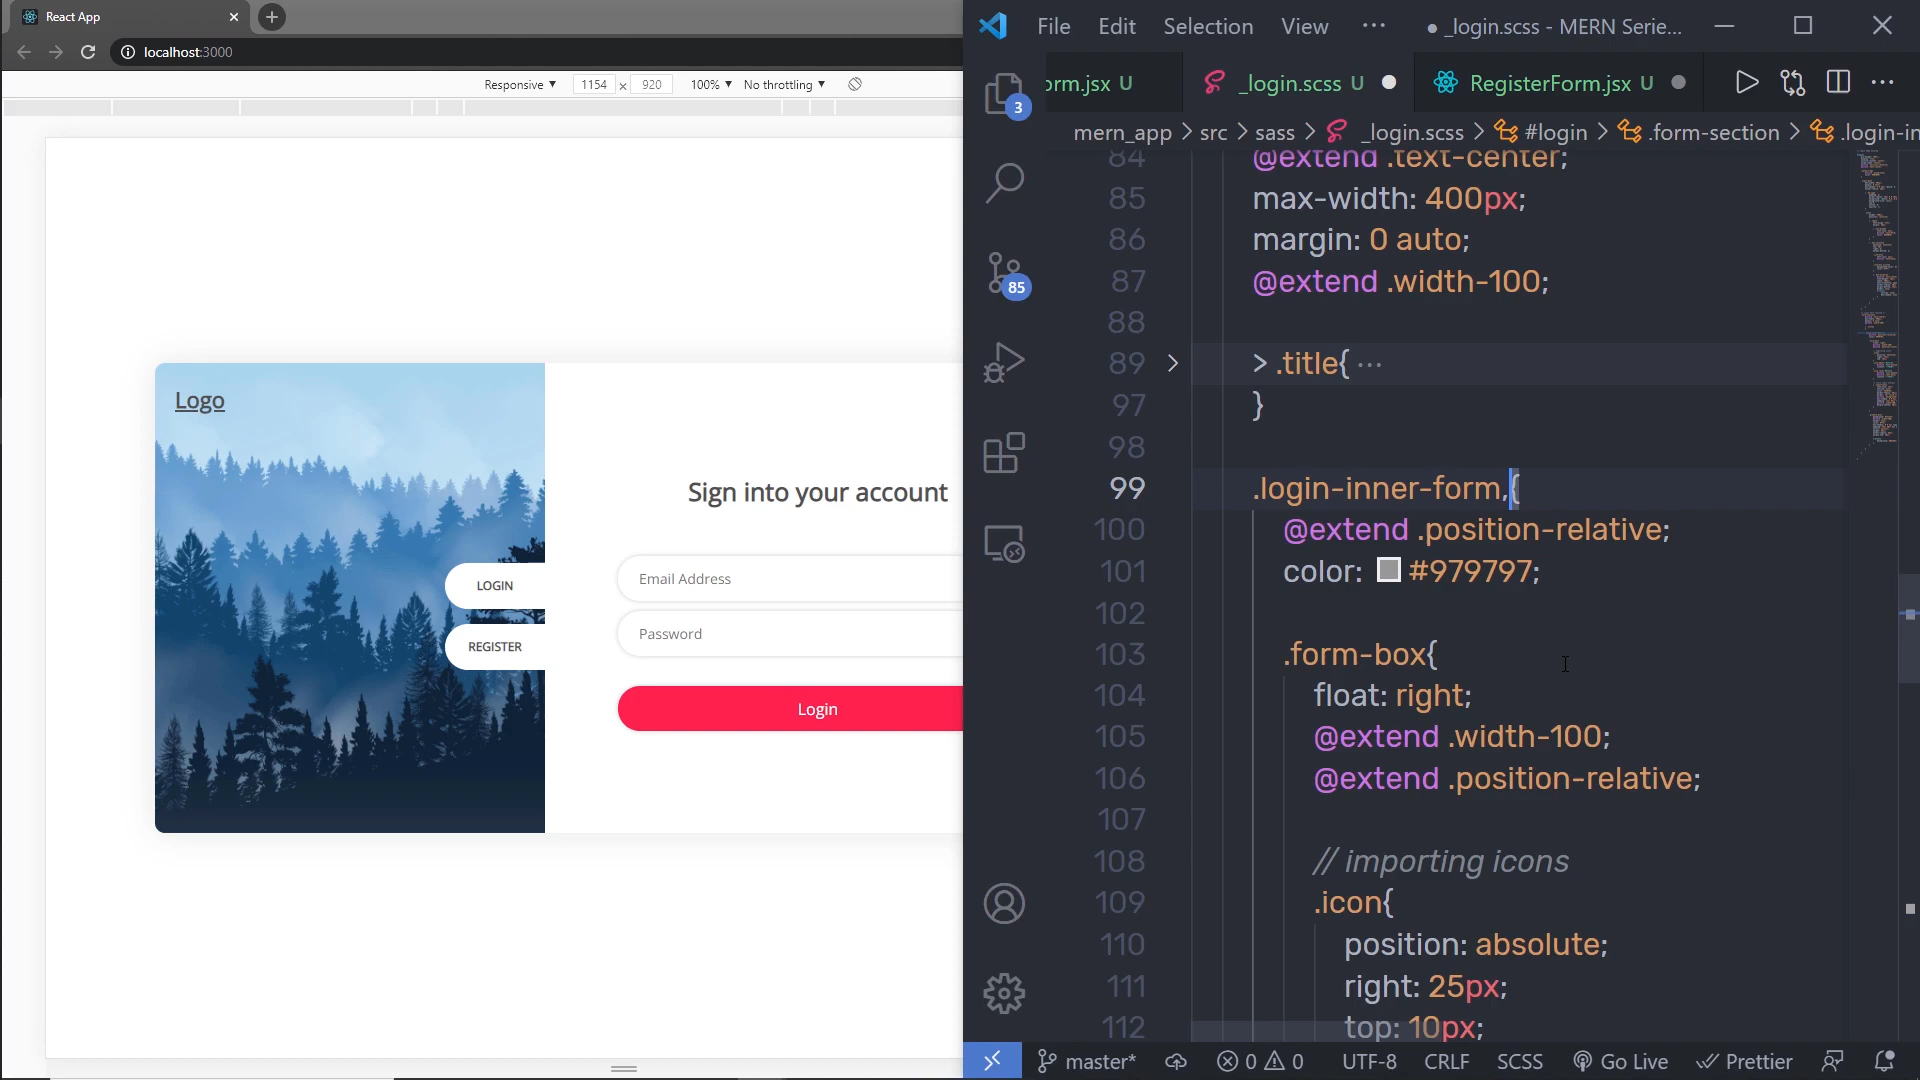 React App
localhost:3000
Responsive ▼ 1154 x 920 100% ▼ No throttling ▼
Logo
LOGIN
REGISTER
Sign into your account
Email Address
Password
Login
File Edit Selection View ···
● _login.scss - MERN Serie...
orm.jsx U
_login.scss U ●
RegisterForm.jsx U ●
mern_app > src > sass > _login.scss > #login > .form-section > .login-in
3
85
84 @extend .text-center;
85 max-width: 400px;
86 margin: 0 auto;
87 @extend .width-100;
88
89 > .title{ ···
97 }
98
99 .login-inner-form,{
100 @extend .position-relative;
101 color: #979797;
102
103 .form-box{
104 float: right;
105 @extend .width-100;
106 @extend .position-relative;
107
108 // importing icons
109 .icon{
110 position: absolute;
111 right: 25px;
112 top: 10px;
master* 0 0 UTF-8 CRLF SCSS Go Live Prettier